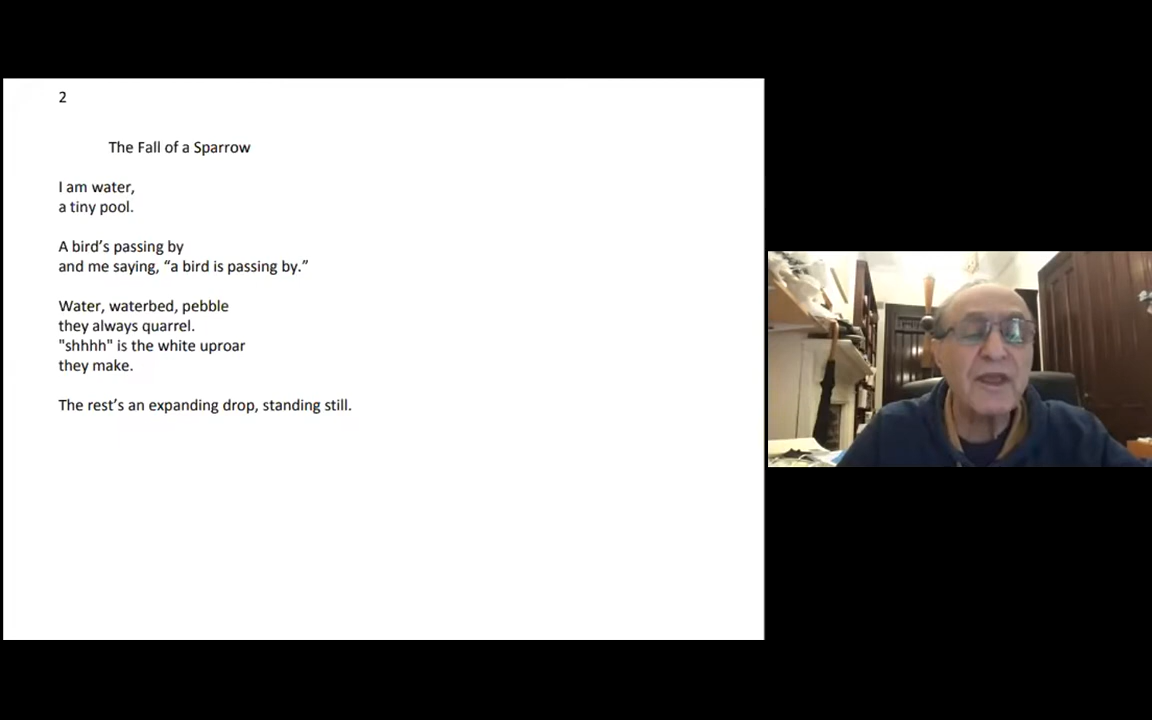 2
The Fall of a Sparrow
I am water,
a tiny pool.
A bird’s passing by
and me saying, “a bird is passing by.”
Water, waterbed, pebble
they always quarrel.
"shhhh" is the white uproar
they make.
The rest’s an expanding drop, standing still.